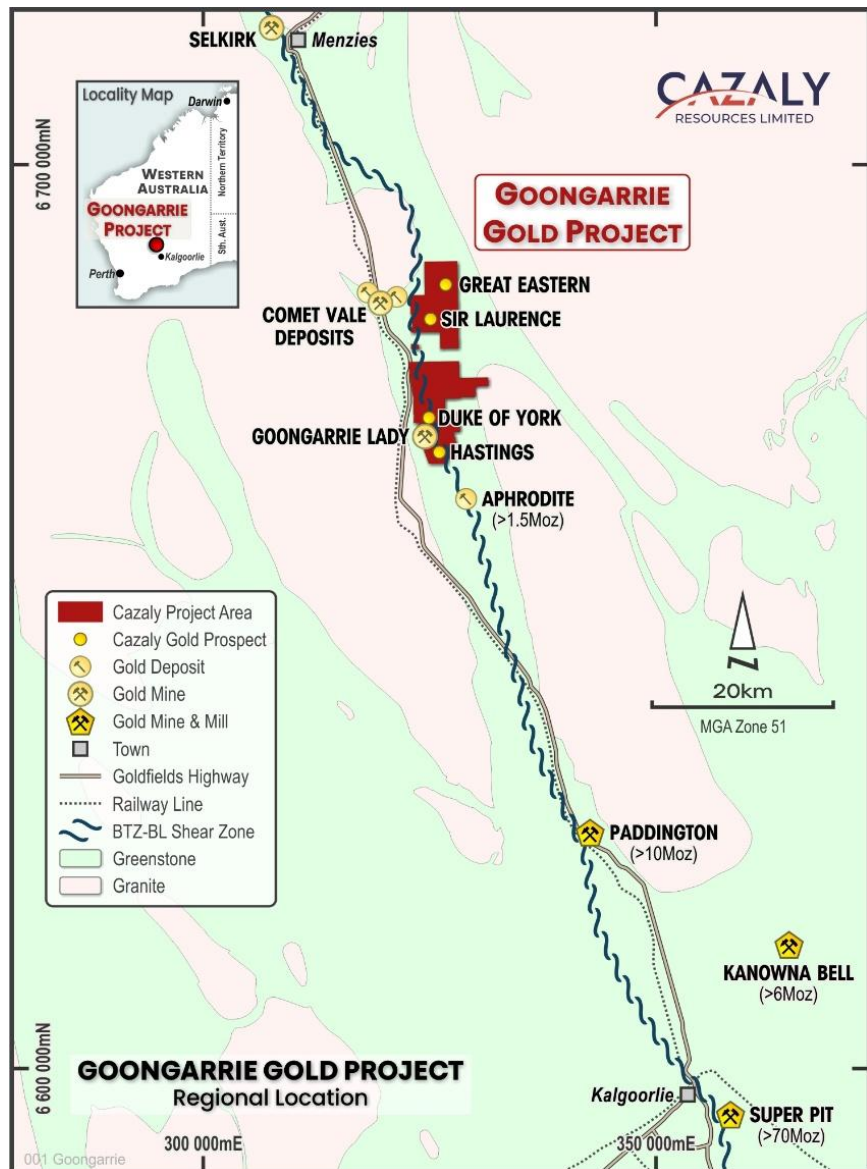 SELKIRK
Menzies
CAZALY
RESOURCES LIMITED
Locality Map
Darwin
WESTERN
AUSTRALIA
Northern Territory
GOONGARRIE
PROJECT
Sth. Aust.
Kalgoorlie
Perth
6 700 000mN
GOONGARRIE
GOLD PROJECT
GREAT EASTERN
COMET VALE
DEPOSITS
SIR LAURENCE
DUKE OF YORK
GOONGARRIE LADY
HASTINGS
APHRODITE
(>1.5Moz)
Cazaly Project Area
Cazaly Gold Prospect
Gold Deposit
Gold Mine
Gold Mine & Mill
Town
Goldfields Highway
Railway Line
BTZ-BL Shear Zone
Greenstone
Granite
N
20km
MGA Zone 51
PADDINGTON
(>10Moz)
KANOWNA BELL
(>6Moz)
6 600 000mN
GOONGARRIE GOLD PROJECT
Regional Location
Kalgoorlie
SUPER PIT
(>70Moz)
300 000mE
350 000mE
001 Goongarrie